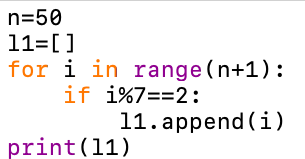 n=50
l1=[]
for i in range(n+1):
    if i%7==2:
        l1.append(i)
print(l1)